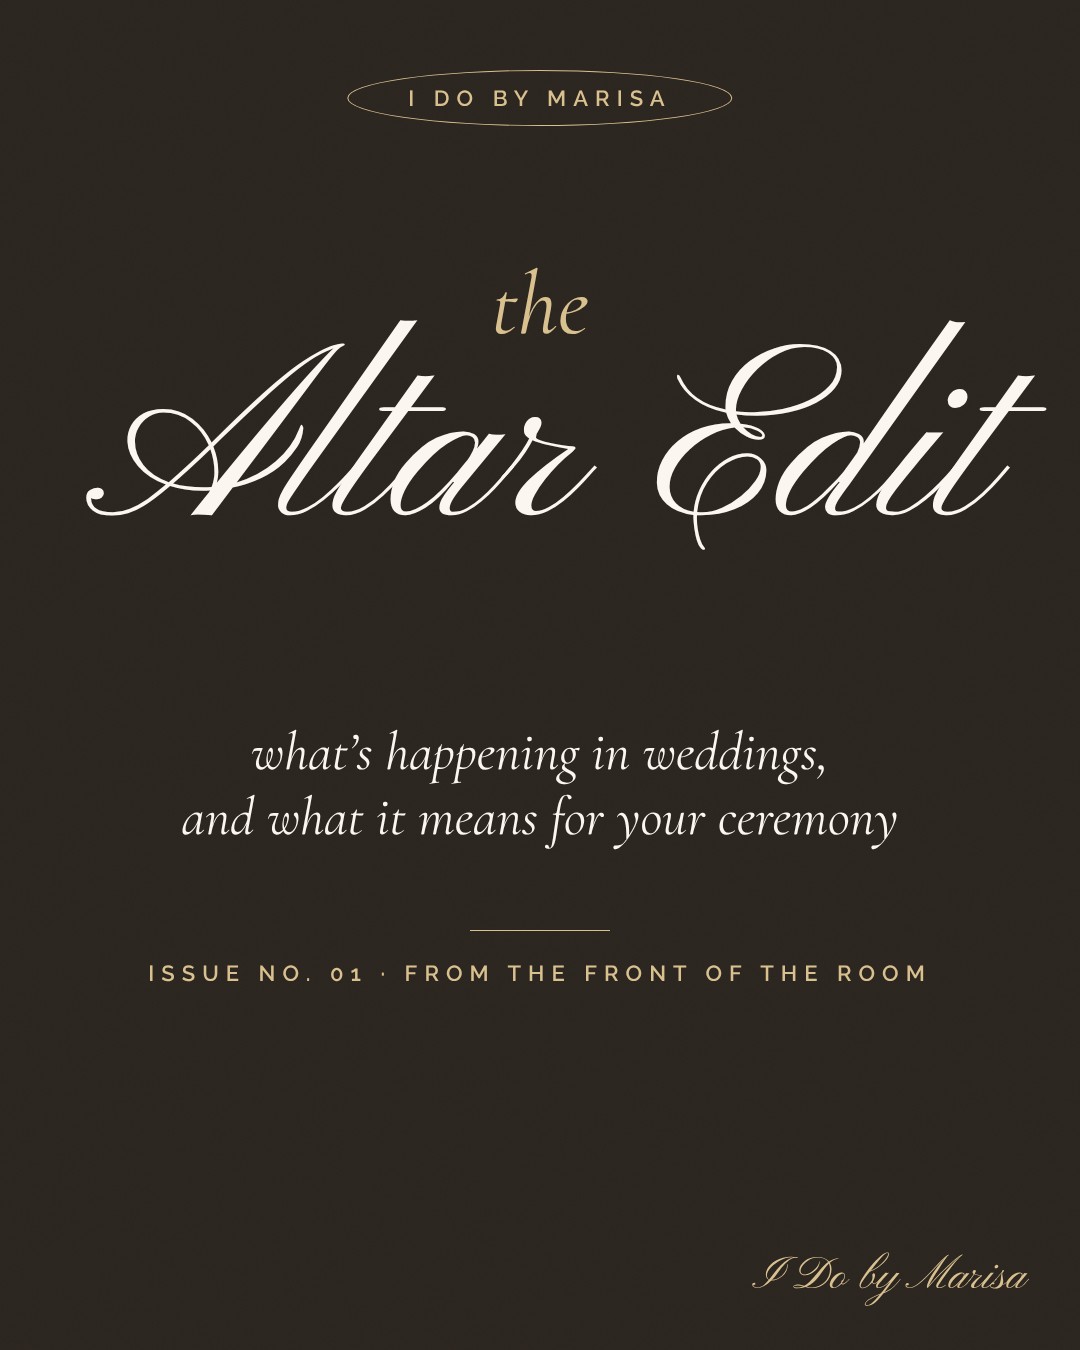 I DO BY MARISA
the
Altar Edit
what’s happening in weddings,
and what it means for your ceremony
ISSUE NO. 01 · FROM THE FRONT OF THE ROOM
I Do by Marisa